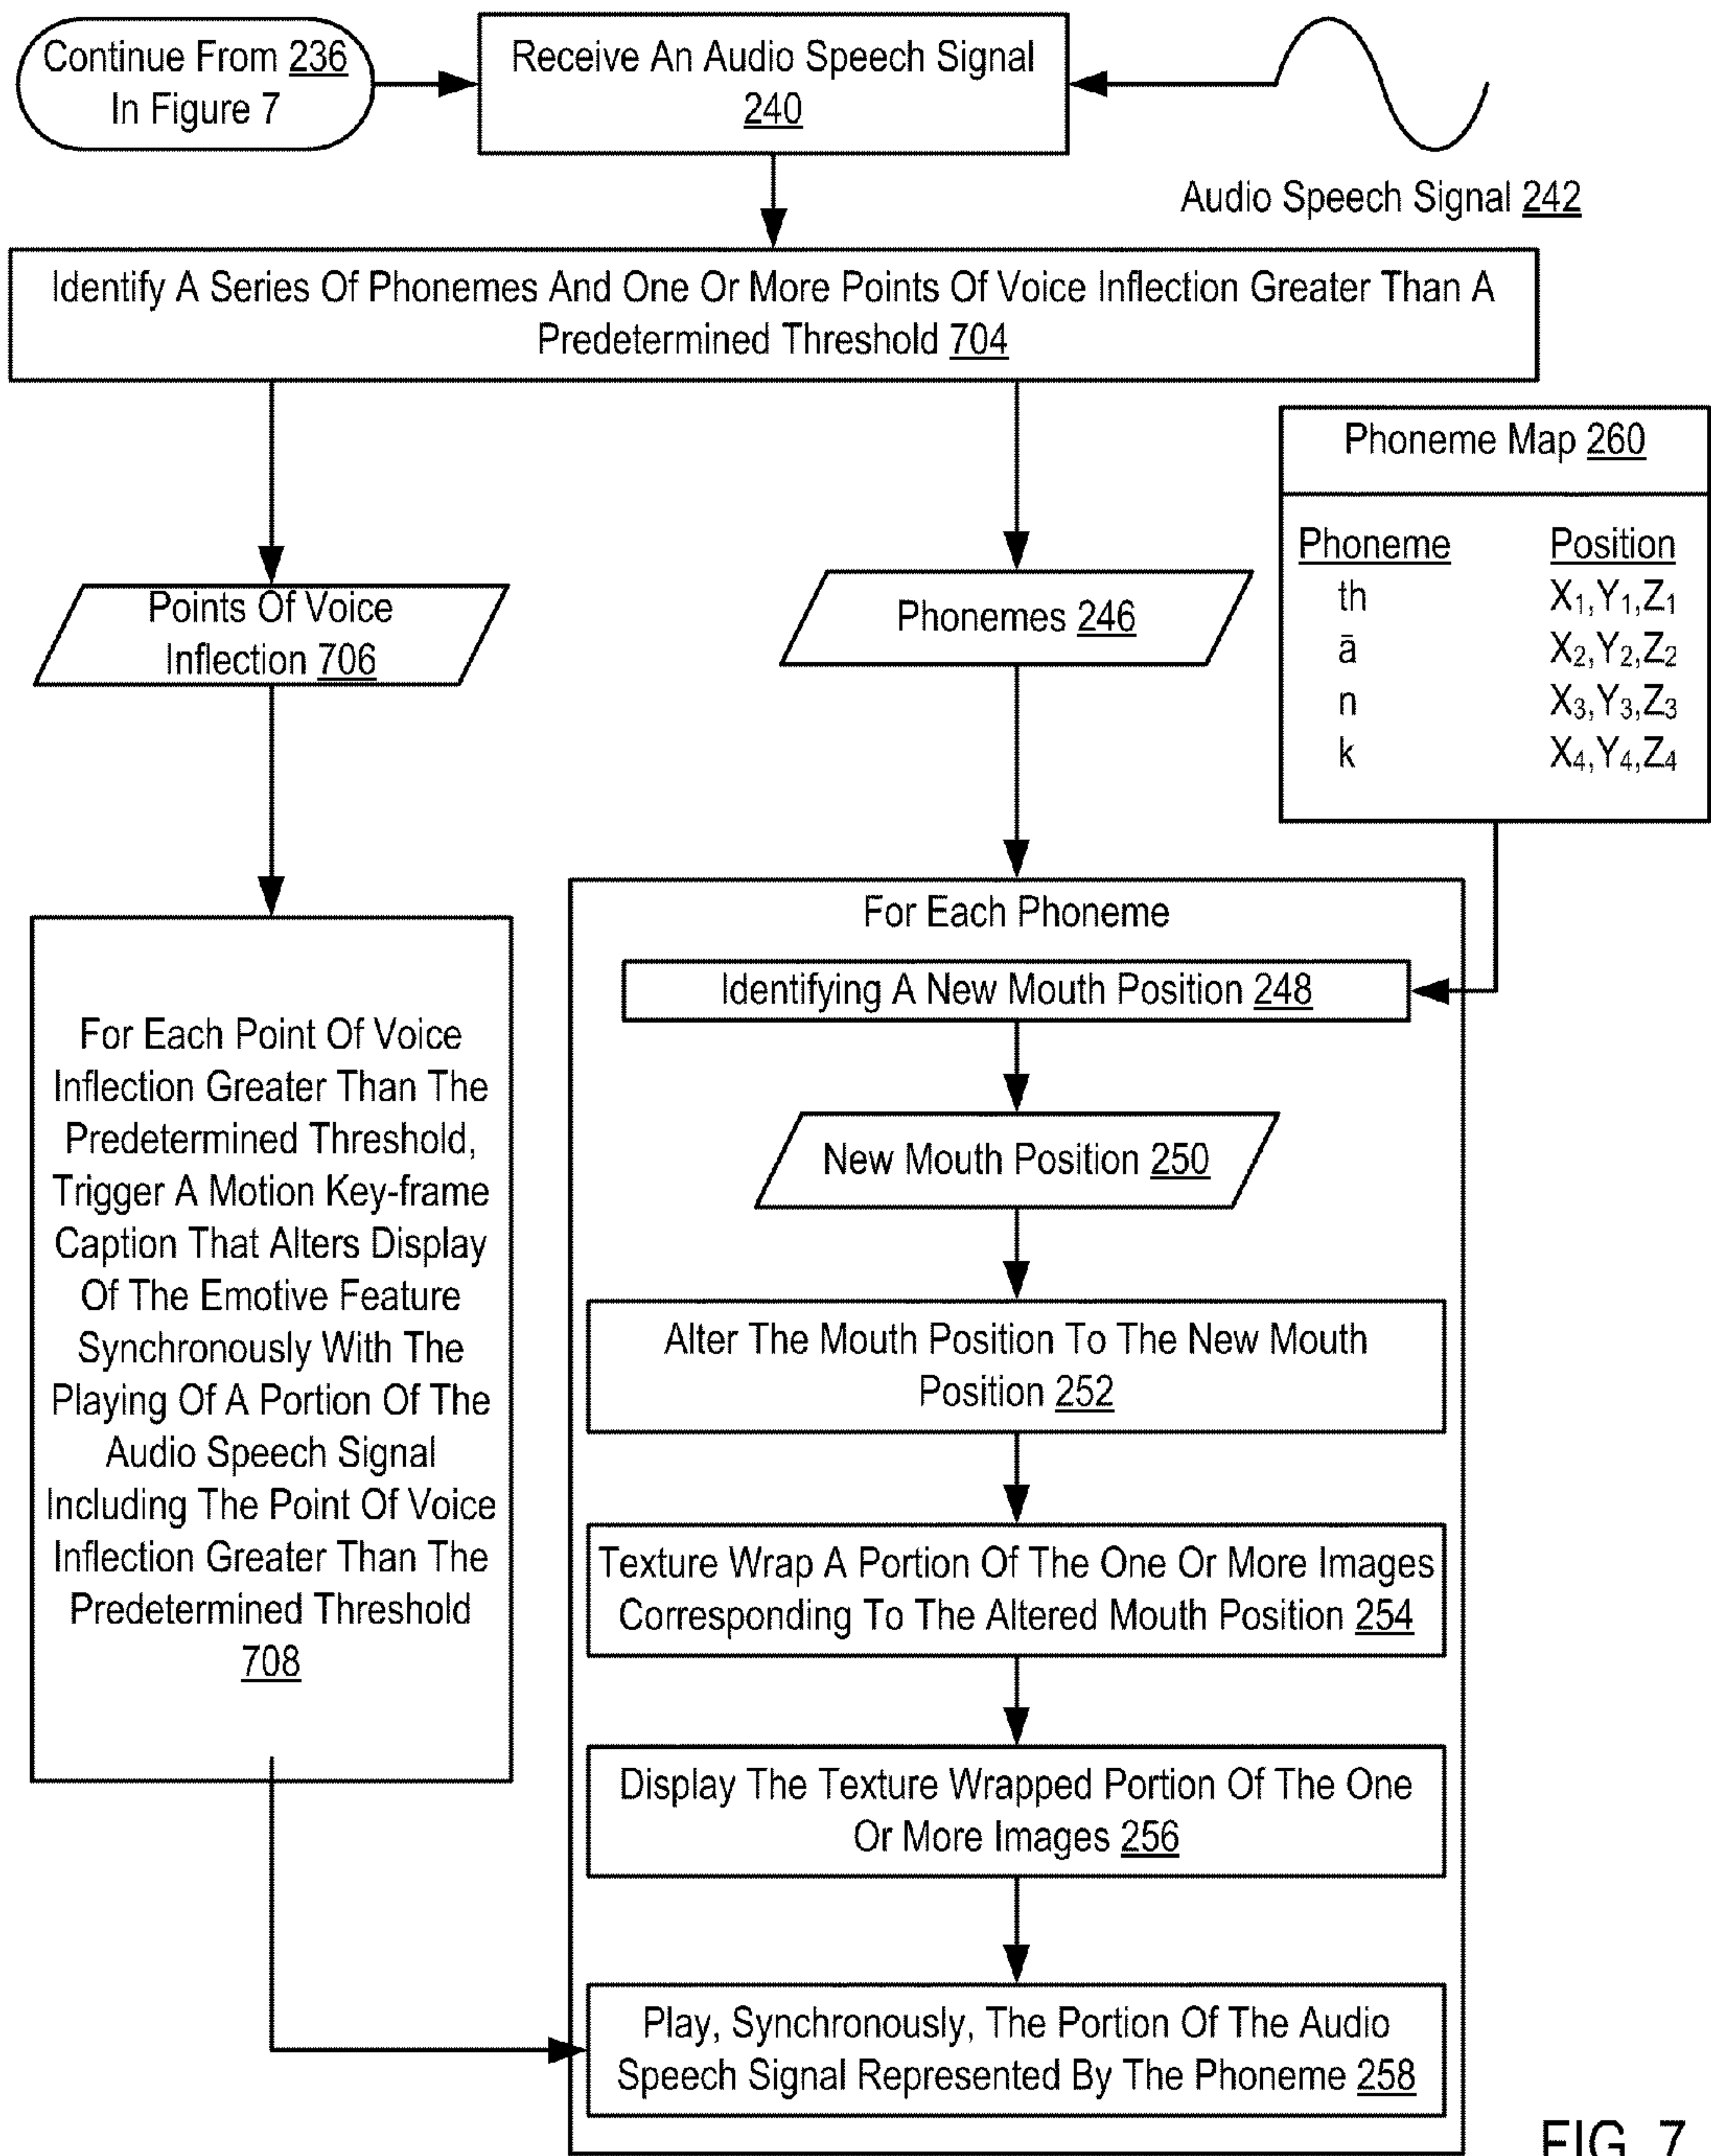 Continue From 236
In Figure 7
Receive An Audio Speech Signal
240
Audio Speech Signal 242
Identify A Series Of Phonemes And One Or More Points Of Voice Inflection Greater Than A
Predetermined Threshold 704
Phoneme Map 260
Phoneme Position
th X₁,Y₁,Z₁
ā X₂,Y₂,Z₂
n X₃,Y₃,Z₃
k X₄,Y₄,Z₄
Points Of Voice
Inflection 706
Phonemes 246
For Each Point Of Voice
Inflection Greater Than The
Predetermined Threshold,
Trigger A Motion Key-frame
Caption That Alters Display
Of The Emotive Feature
Synchronously With The
Playing Of A Portion Of The
Audio Speech Signal
Including The Point Of Voice
Inflection Greater Than The
Predetermined Threshold
708
For Each Phoneme
Identifying A New Mouth Position 248
New Mouth Position 250
Alter The Mouth Position To The New Mouth
Position 252
Texture Wrap A Portion Of The One Or More Images
Corresponding To The Altered Mouth Position 254
Display The Texture Wrapped Portion Of The One
Or More Images 256
Play, Synchronously, The Portion Of The Audio
Speech Signal Represented By The Phoneme 258
FIG. 7